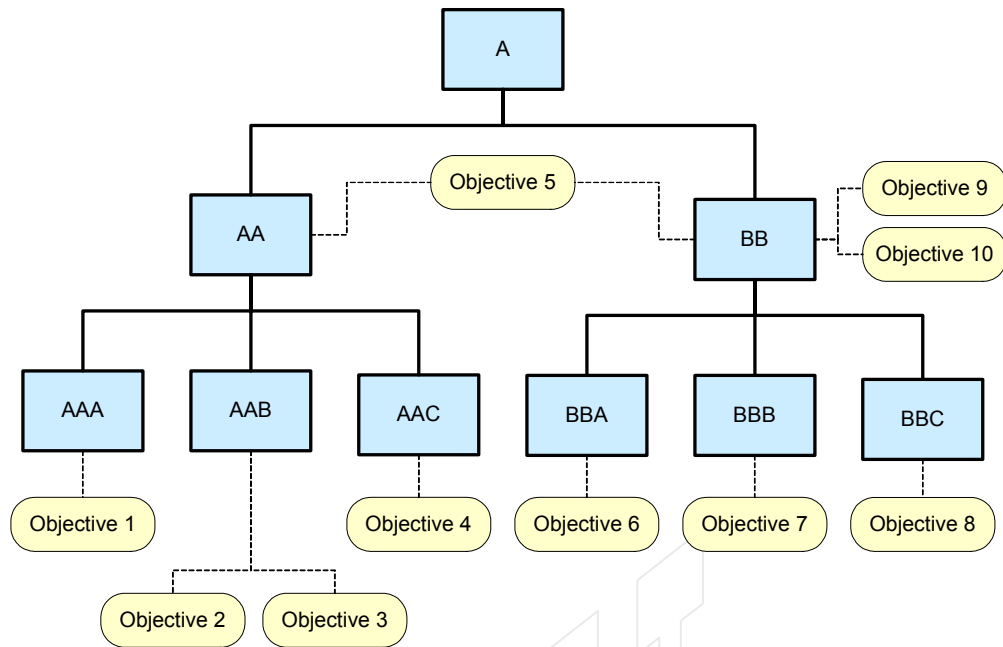 A
Objective 5
Objective 9
AA
BB
Objective 10
AAA
AAB
AAC
BBA
BBB
BBC
Objective 1
Objective 4
Objective 6
Objective 7
Objective 8
Objective 2
Objective 3